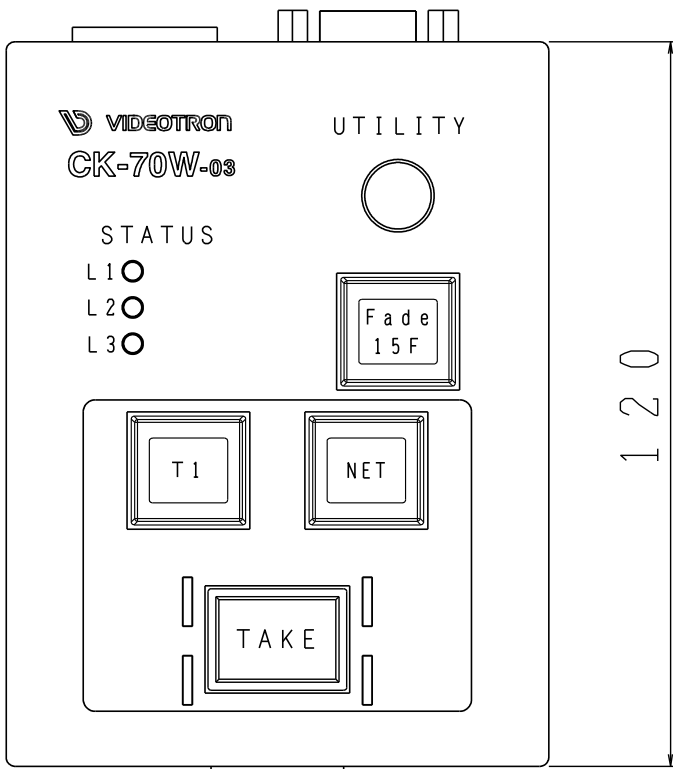 VIDEOTRON
CK-70W-03
UTILITY
STATUS
L1
L2
L3
Fade
15F
T1
NET
TAKE
120